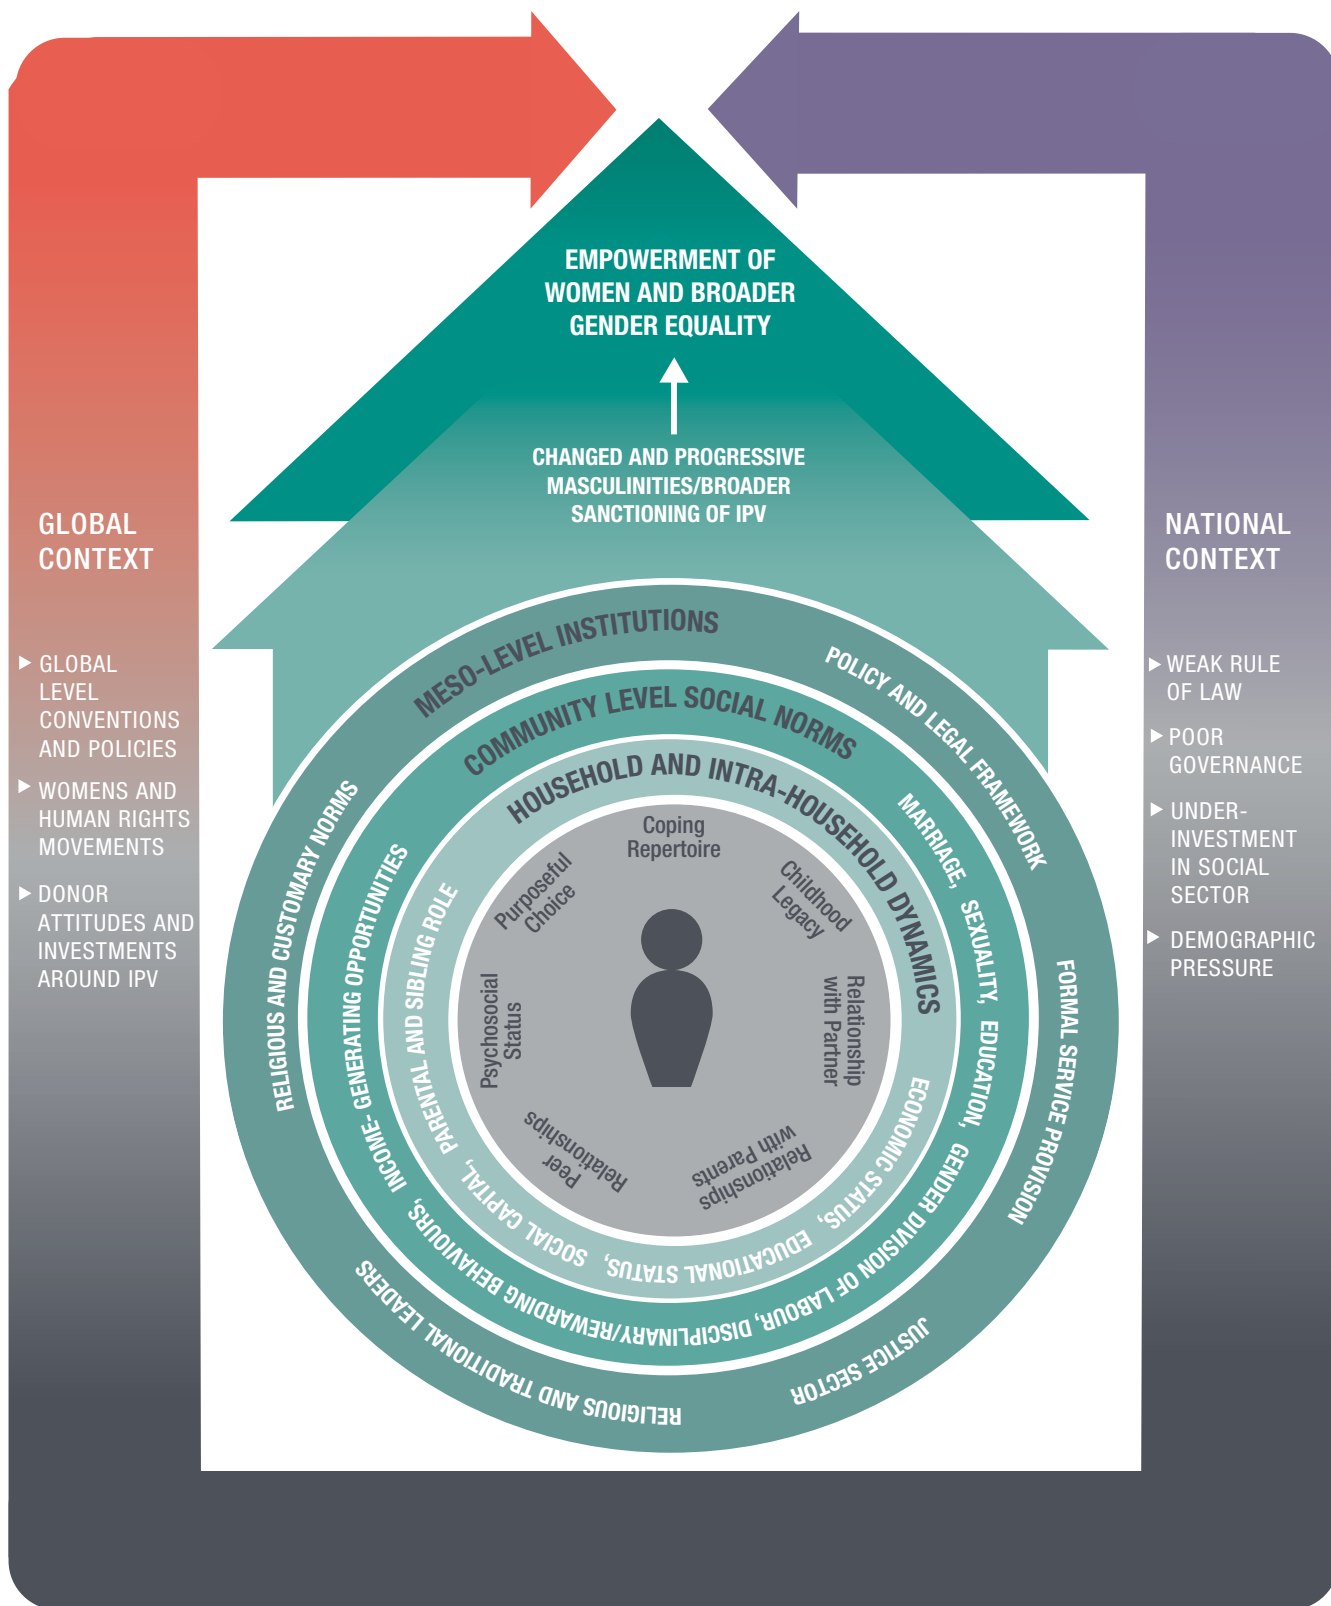 EMPOWERMENT OF
WOMEN AND BROADER
GENDER EQUALITY
CHANGED AND PROGRESSIVE
MASCULINITIES/BROADER
SANCTIONING OF IPV
GLOBAL
CONTEXT
GLOBAL
LEVEL
CONVENTIONS
AND POLICIES
WOMENS AND
HUMAN RIGHTS
MOVEMENTS
DONOR
ATTITUDES AND
INVESTMENTS
AROUND IPV
NATIONAL
CONTEXT
WEAK RULE
OF LAW
POOR
GOVERNANCE
UNDER-
INVESTMENT
IN SOCIAL
SECTOR
DEMOGRAPHIC
PRESSURE
MESO-LEVEL INSTITUTIONS
POLICY AND LEGAL FRAMEWORK
FORMAL SERVICE PROVISION
JUSTICE SECTOR
RELIGIOUS AND TRADITIONAL LEADERS
RELIGIOUS AND CUSTOMARY NORMS
COMMUNITY LEVEL SOCIAL NORMS
MARRIAGE, SEXUALITY, EDUCATION, GENDER DIVISION OF LABOUR, DISCIPLINARY/REWARDING BEHAVIOURS, INCOME- GENERATING OPPORTUNITIES
HOUSEHOLD AND INTRA-HOUSEHOLD DYNAMICS
ECONOMIC STATUS, EDUCATIONAL STATUS, SOCIAL CAPITAL, PARENTAL AND SIBLING ROLE
Coping
Repertoire
Childhood
Legacy
Relationship
with Partner
Relationships
with Parents
Peer
Relationships
Psychosocial
Status
Purposeful
Choice